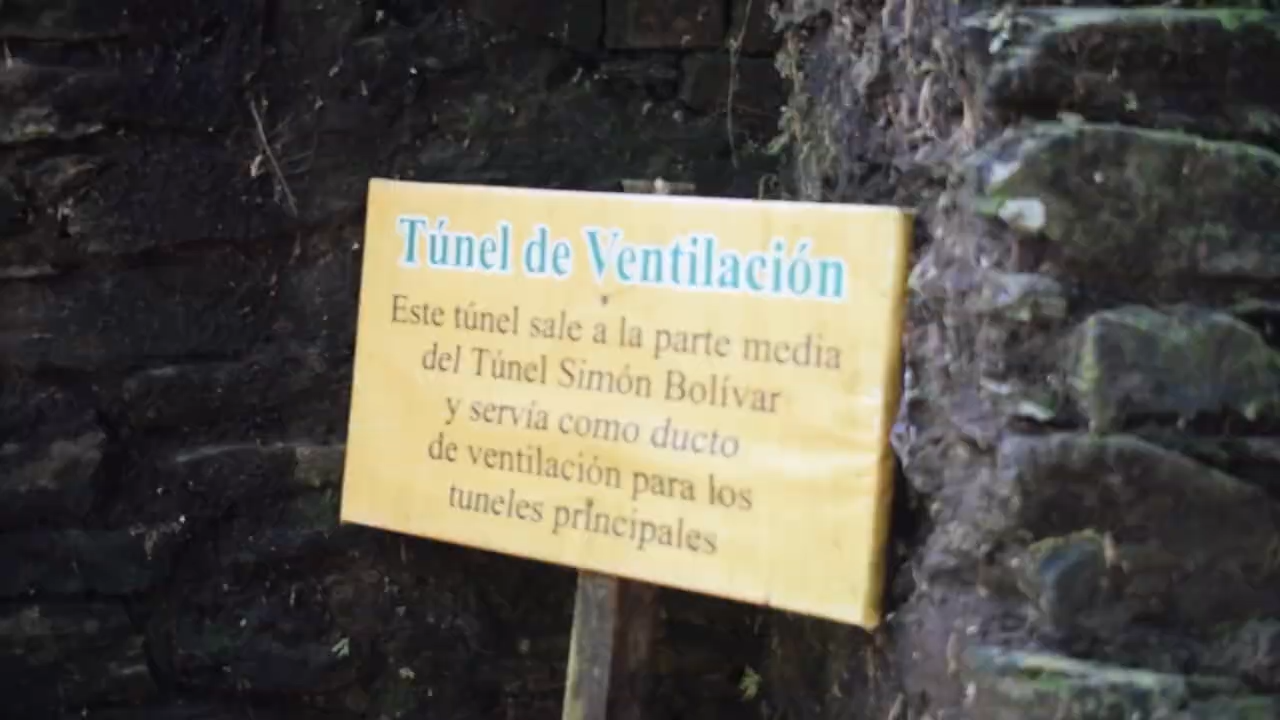 Túnel de Ventilación
Este túnel sale a la parte media
del Túnel Simón Bolívar
y servía como ducto
de ventilación para los
tuneles principales